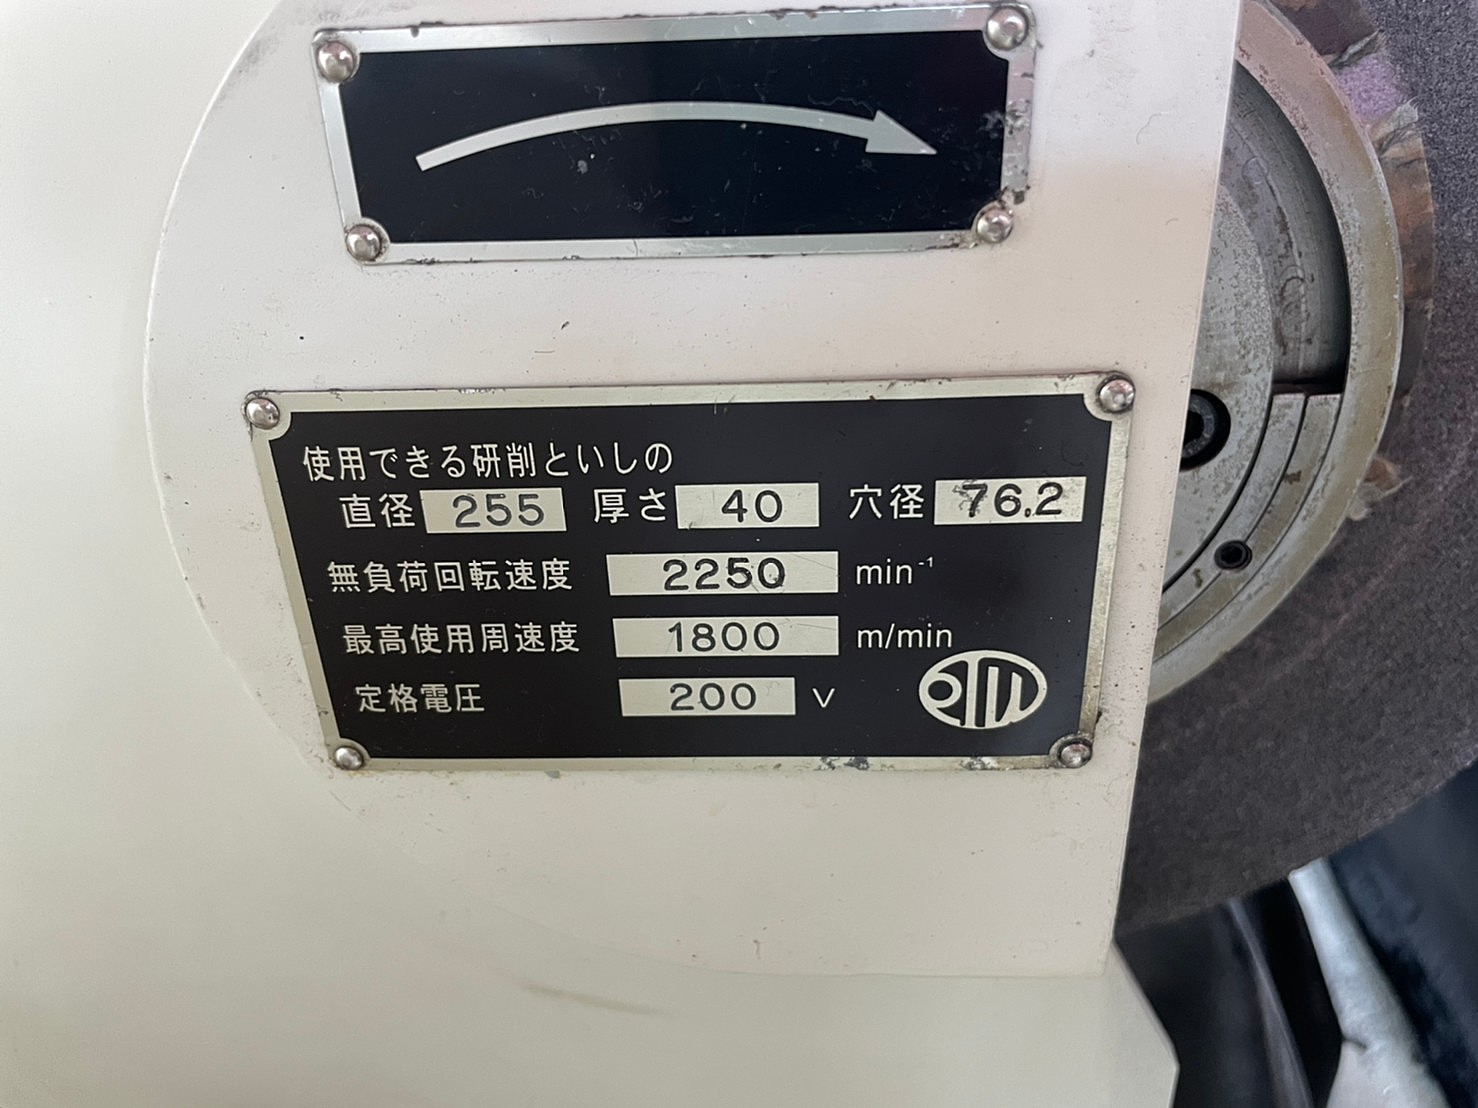 使用できる研削といしの
直径 255 厚さ 40 穴径 76.2
無負荷回転速度 2250 min⁻¹
最高使用周速度 1800 m/min
定格電圧 200 V